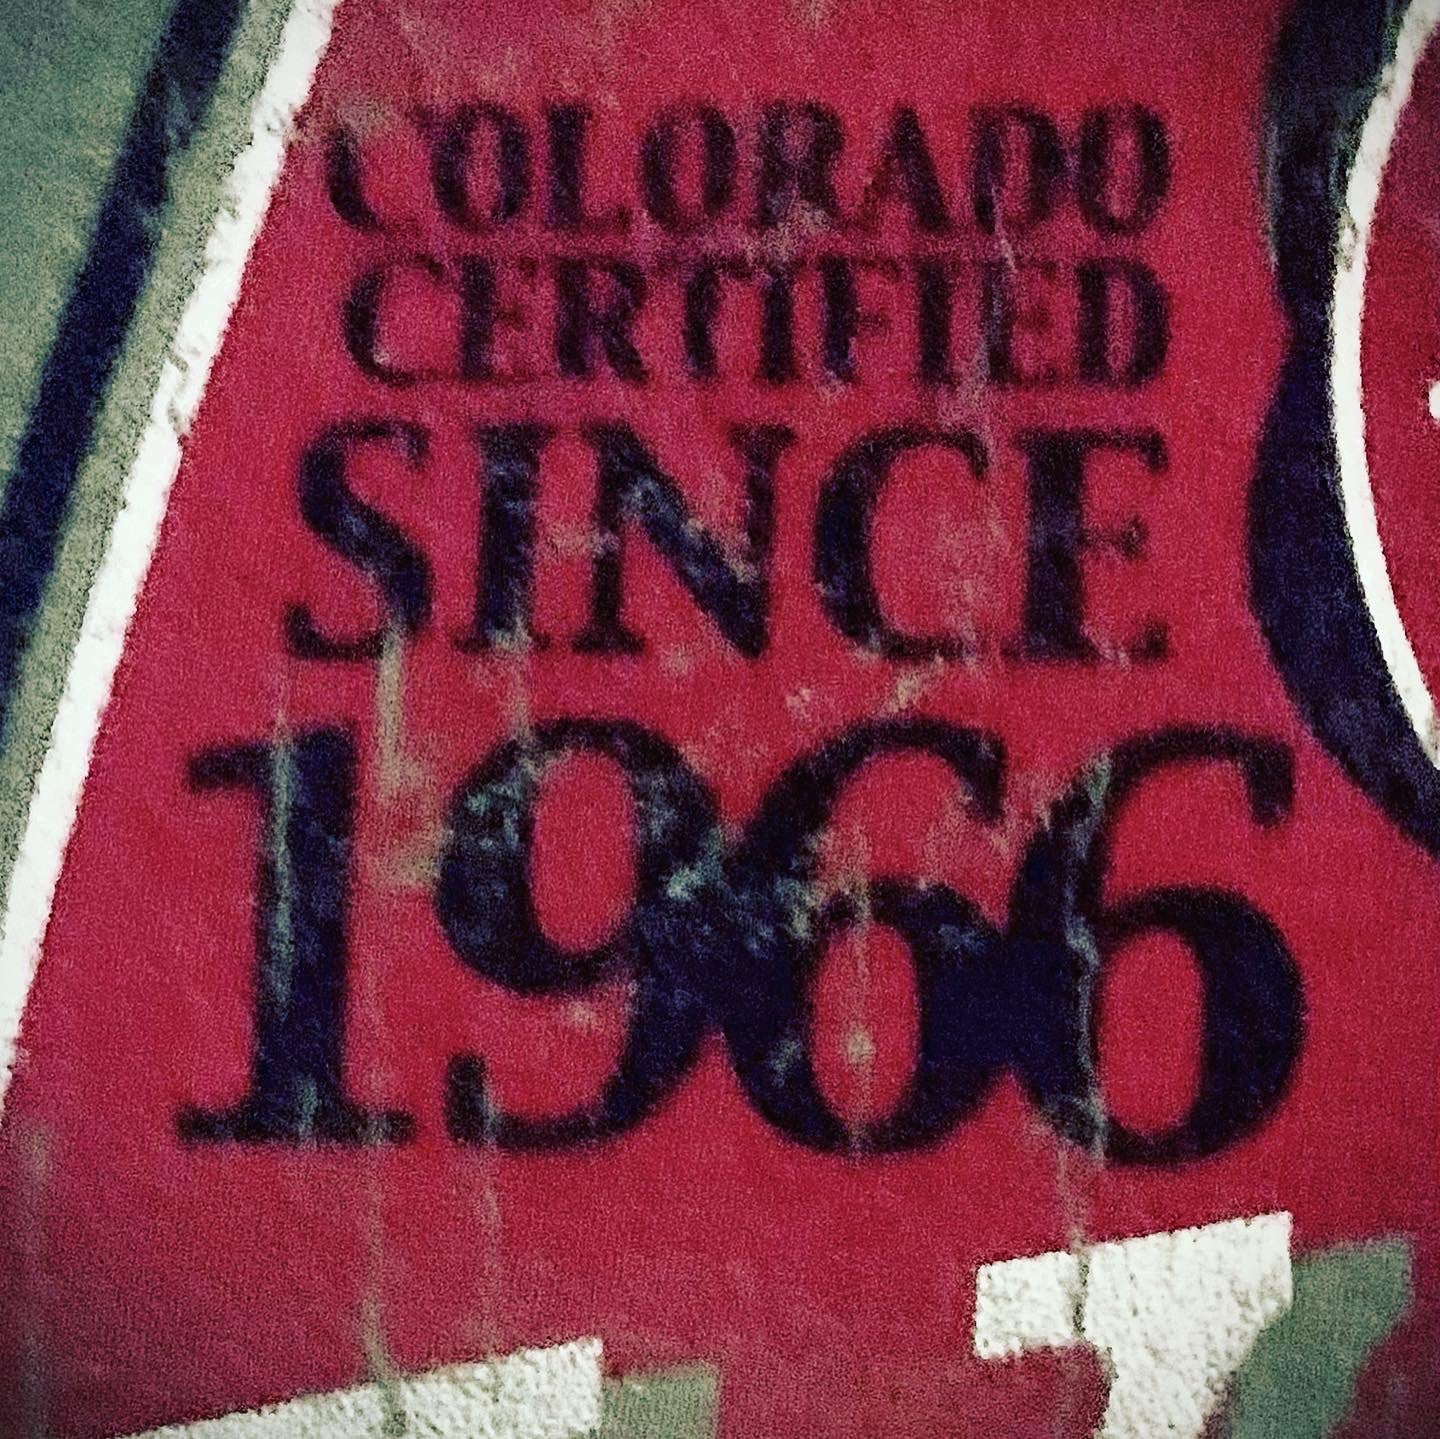 COLORADO
CERTIFIED
SINCE
1966